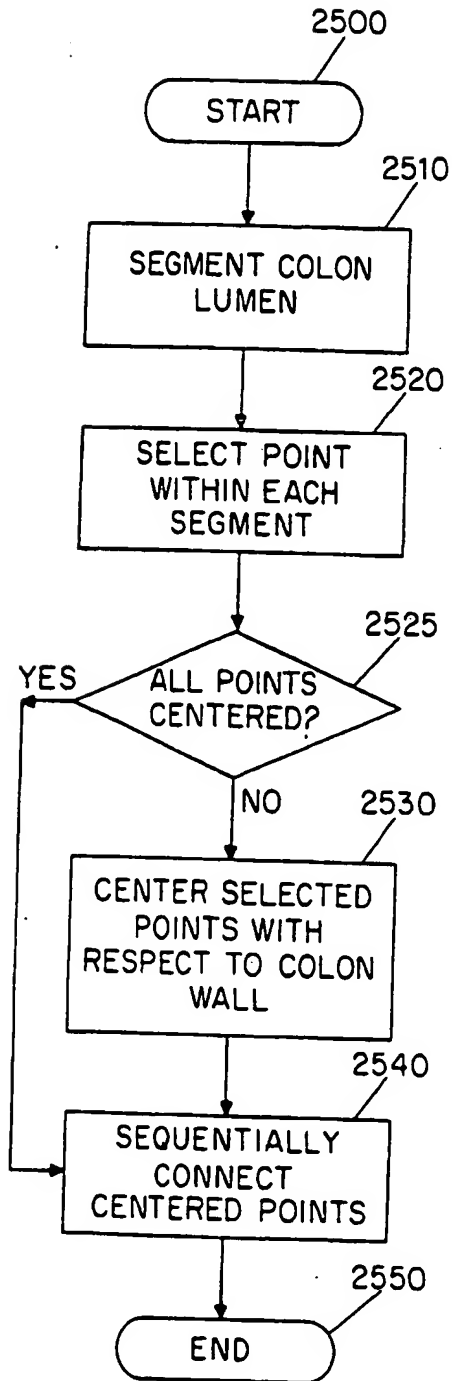 2500
START
2510
SEGMENT COLON
LUMEN
2520
SELECT POINT
WITHIN EACH
SEGMENT
2525
YES
ALL POINTS
CENTERED?
NO
2530
CENTER SELECTED
POINTS WITH
RESPECT TO COLON
WALL
2540
SEQUENTIALLY
CONNECT
CENTERED POINTS
2550
END